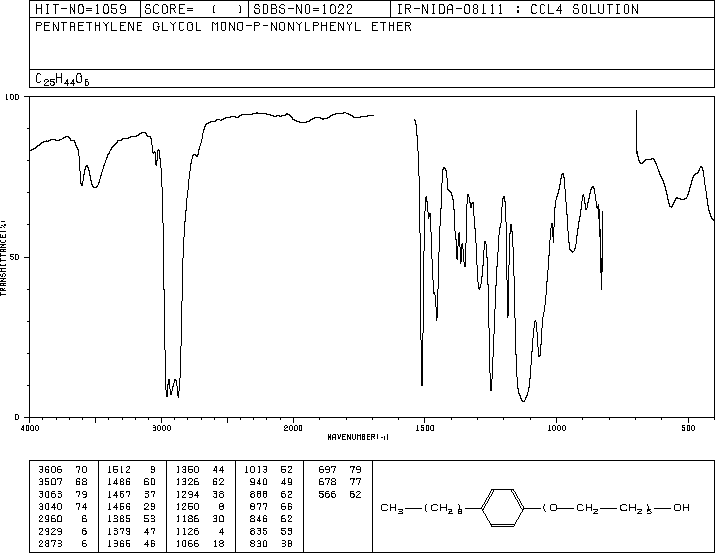 HIT-NO=1059 SCORE= ( ) SDBS-NO=1022 IR-NIDA-08111 : CCL4 SOLUTION
PENTAETHYLENE GLYCOL MONO-P-NONYLPHENYL ETHER
C25H44O6
100
50
0
TRANSMITTANCE(%)
4000 3000 2000 1500 1000 500
WAVENUMBER(-1)
3606 70 1512 9 1350 44 1013 52 697 79
3507 68 1486 60 1326 62 940 49 678 77
3063 79 1467 37 1294 38 888 62 566 62
3040 74 1456 29 1250 8 877 66
2960 6 1385 53 1186 30 846 62
2929 6 1379 47 1126 4 835 59
2873 6 1365 46 1066 18 830 38
CH3-(CH2)8 (O-CH2-CH2)5-OH